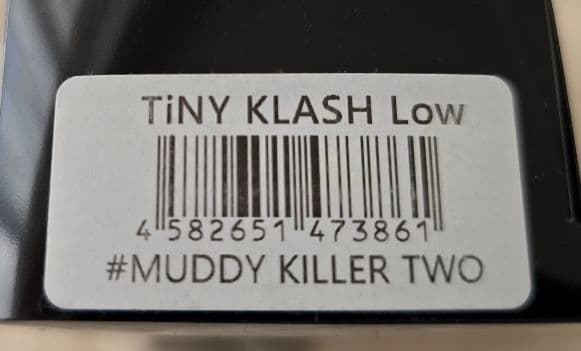 TiNY KLASH Low
4 582651 473861
#MUDDY KILLER TWO